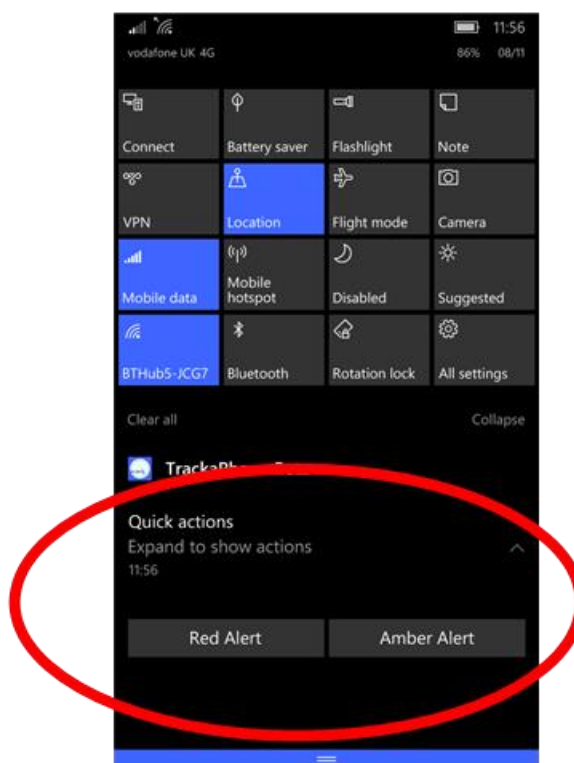 11:56
vodafone UK 4G 86% 08/11
Connect Battery saver Flashlight Note
VPN Location Flight mode Camera
Mobile data Mobile hotspot Disabled Suggested
BTHub5-JCG7 Bluetooth Rotation lock All settings
Clear all Collapse
Quick actions
Expand to show actions
11:56
Red Alert Amber Alert